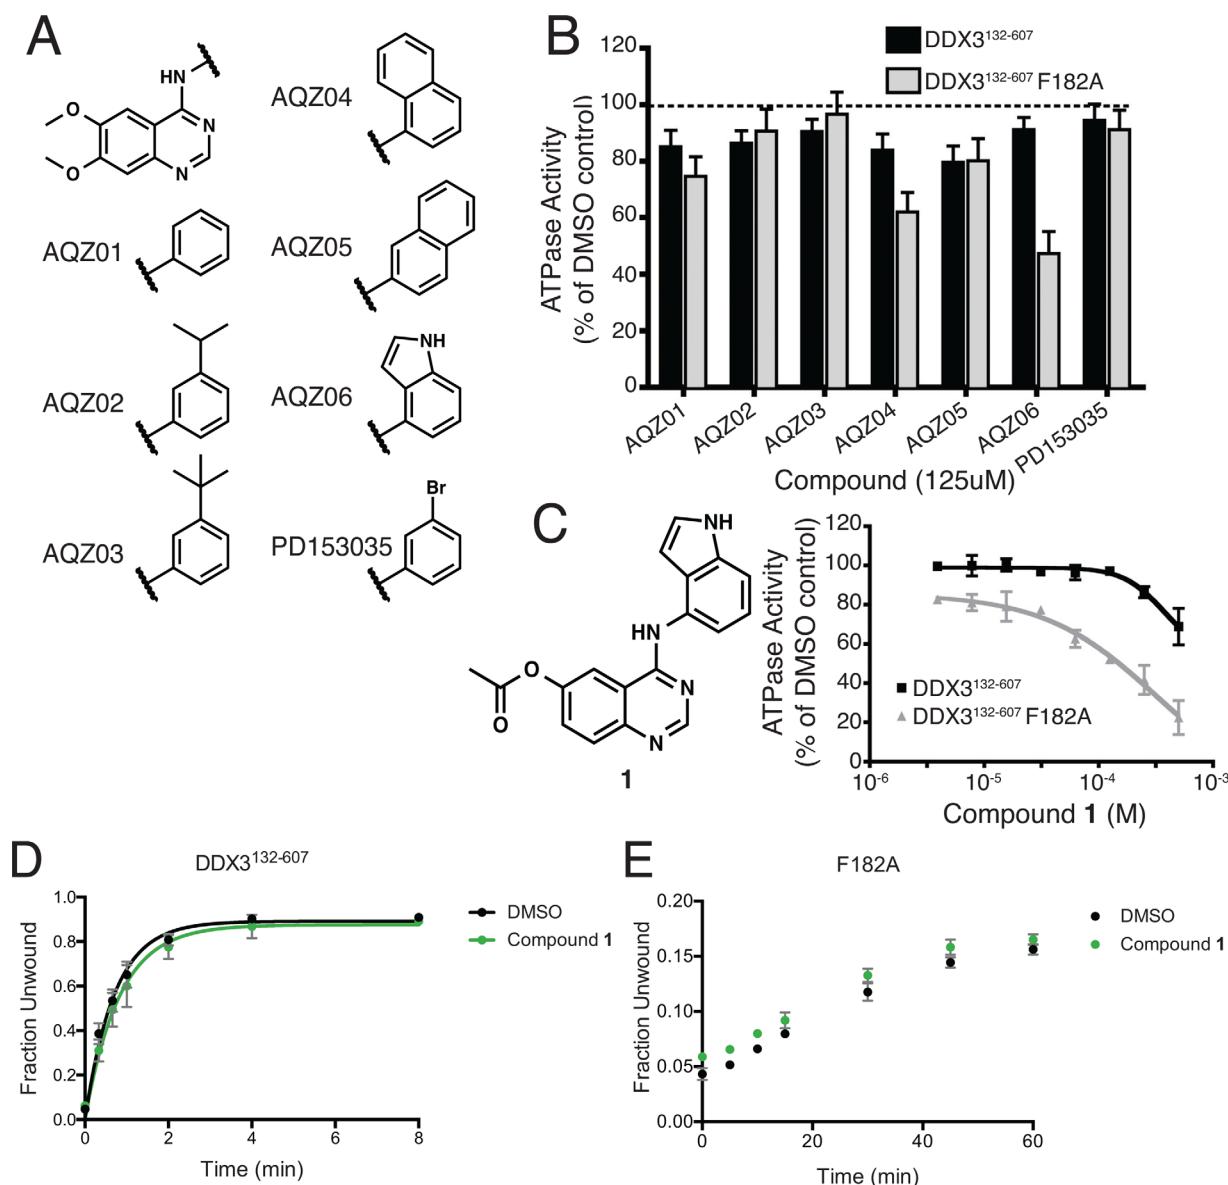 A
HN
O
O
N
N
AQZ01
AQZ02
AQZ03
AQZ04
AQZ05
AQZ06
NH
PD153035
Br
B
DDX3¹³²⁻⁶⁰⁷
DDX3¹³²⁻⁶⁰⁷ F182A
ATPase Activity
(% of DMSO control)
120
100
80
60
40
20
0
AQZ01
AQZ02
AQZ03
AQZ04
AQZ05
AQZ06
PD153035
Compound (125uM)
C
NH
HN
O
O
N
N
1
ATPase Activity
(% of DMSO control)
120
100
80
60
40
20
0
DDX3¹³²⁻⁶⁰⁷
DDX3¹³²⁻⁶⁰⁷ F182A
10⁻⁶
10⁻⁵
10⁻⁴
10⁻³
Compound 1 (M)
D
DDX3¹³²⁻⁶⁰⁷
Fraction Unwound
1.0
0.8
0.6
0.4
0.2
0.0
0
2
4
6
8
Time (min)
DMSO
Compound 1
E
F182A
Fraction Unwound
0.20
0.15
0.10
0.05
0.00
0
20
40
60
Time (min)
DMSO
Compound 1